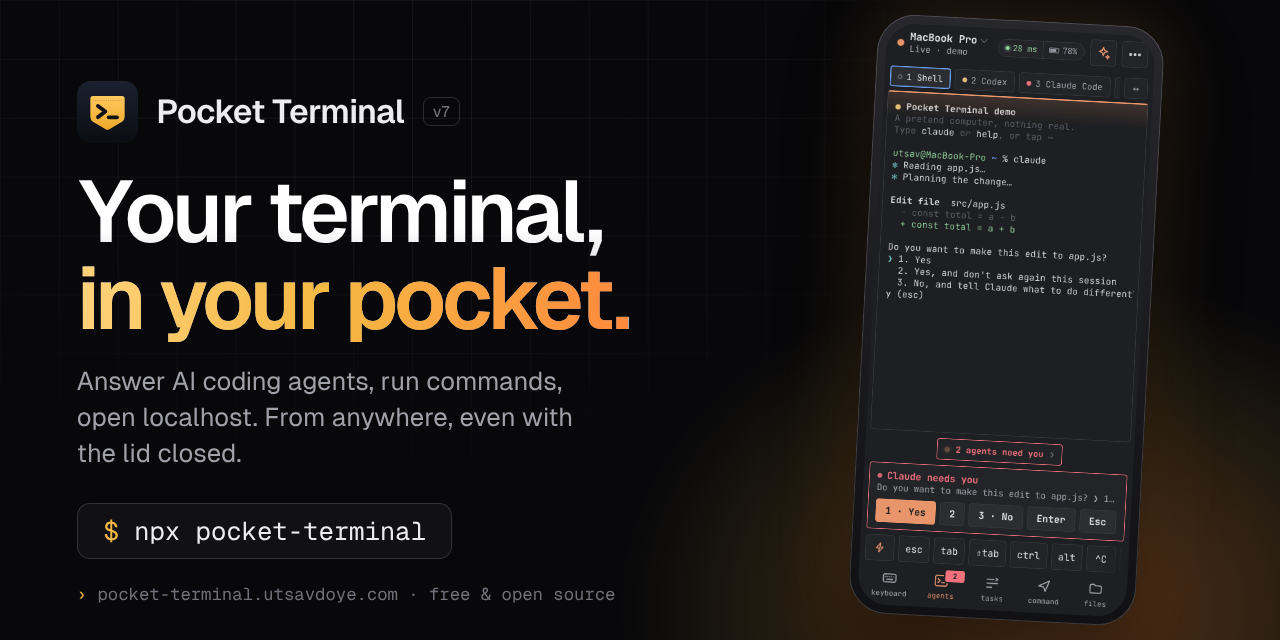 Pocket Terminal v7
Your terminal,
in your pocket.
Answer AI coding agents, run commands,
open localhost. From anywhere, even with
the lid closed.
$ npx pocket-terminal
› pocket-terminal.utsavdoye.com · free & open source
MacBook Pro
Live · demo
28 ms
78%
1 Shell
2 Codex
3 Claude Code
Pocket Terminal demo
A pretend computer, nothing real.
Type claude or help, or tap ⋯
utsav@MacBook-Pro ~ % claude
✻ Reading app.js…
✻ Planning the change…
Edit file src/app.js
- const total = a - b
+ const total = a + b
Do you want to make this edit to app.js?
❯ 1. Yes
2. Yes, and don't ask again this session
3. No, and tell Claude what to do different
y (esc)
2 agents need you ›
Claude needs you
Do you want to make this edit to app.js? ❯ 1…
1 · Yes
2
3 · No
Enter
Esc
esc
tab
⇧tab
ctrl
alt
^C
2
keyboard
agents
tasks
command
files